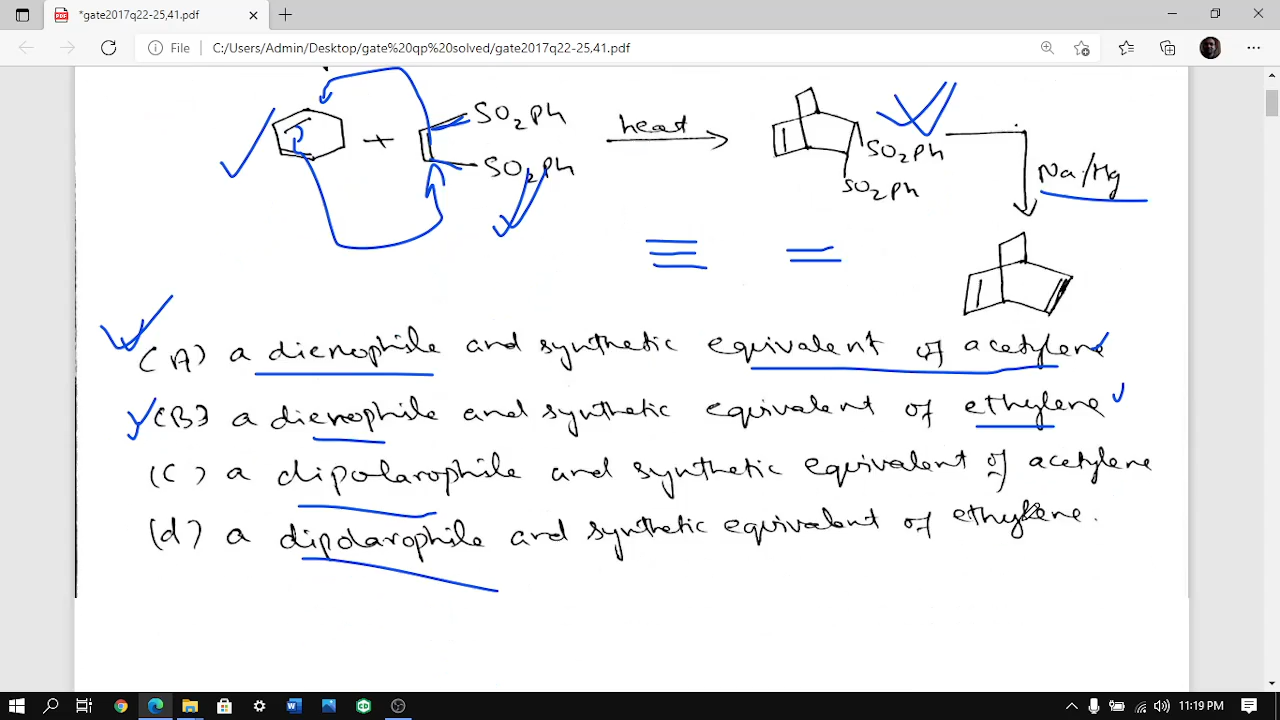 *gate2017q22-25,41.pdf
File C:/Users/Admin/Desktop/gate%20qp%20solved/gate2017q22-25,41.pdf
SO2Ph
+ heat
SO2Ph
SO2Ph
SO2Ph
Na/Hg
(A) a dienophile and synthetic equivalent of acetylene
(B) a dienophile and synthetic equivalent of ethylene
(C) a dipolarophile and synthetic equivalent of acetylene
(d) a dipolarophile and synthetic equivalent of ethylene.
11:19 PM